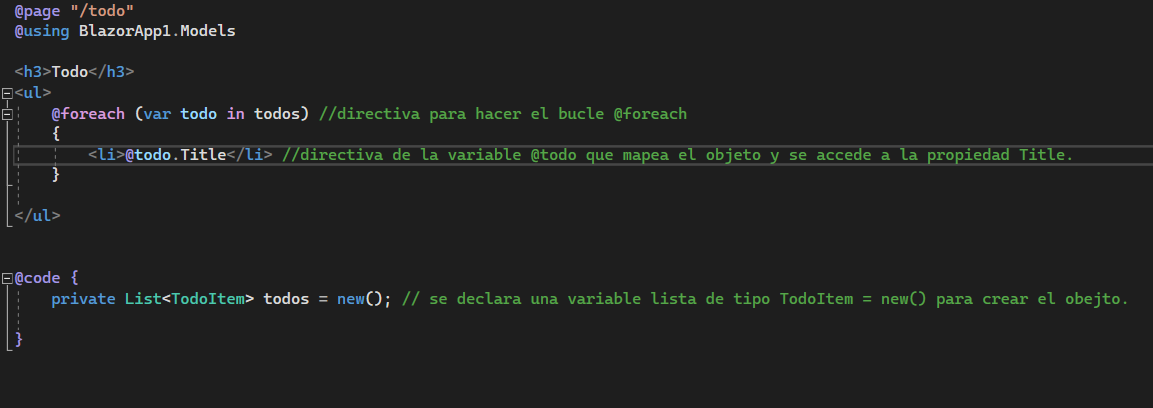 @page "/todo"
@using BlazorApp1.Models
<h3>Todo</h3>
<ul>
@foreach (var todo in todos) //directiva para hacer el bucle @foreach
{
<li>@todo.Title</li> //directiva de la variable @todo que mapea el objeto y se accede a la propiedad Title.
}
</ul>
@code {
private List<TodoItem> todos = new(); // se declara una variable lista de tipo TodoItem = new() para crear el obejto.
}